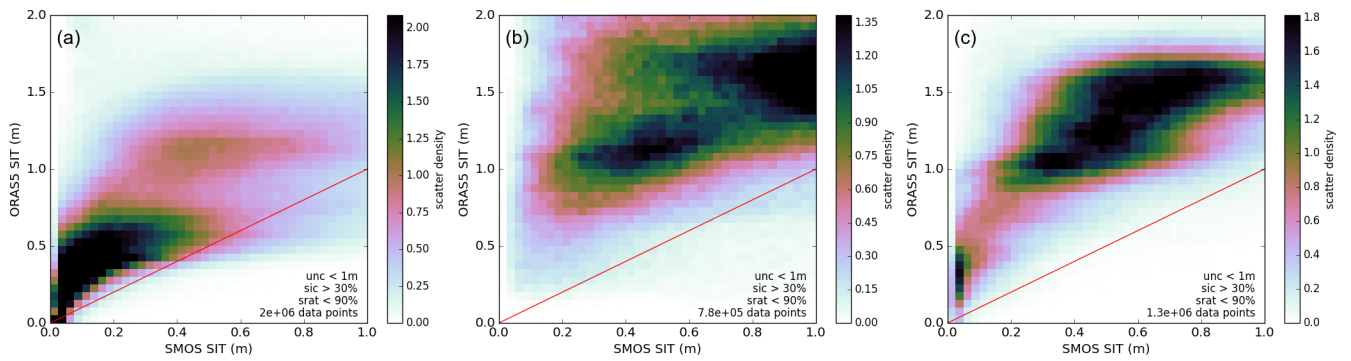 (a)
2.0
1.5
1.0
0.5
0.0
ORAS5 SIT (m)
0.0 0.2 0.4 0.6 0.8 1.0
SMOS SIT (m)
unc < 1m
sic > 30%
srat < 90%
2e+06 data points
2.00
1.75
1.50
1.25
1.00
0.75
0.50
0.25
0.00
scatter density
(b)
2.0
1.5
1.0
0.5
0.0
ORAS5 SIT (m)
0.2 0.4 0.6 0.8 1.0
SMOS SIT (m)
unc < 1m
sic > 30%
srat < 90%
7.8e+05 data points
1.35
1.20
1.05
0.90
0.75
0.60
0.45
0.30
0.15
0.00
scatter density
(c)
2.0
1.5
1.0
0.5
0.0
ORAS5 SIT (m)
0.2 0.4 0.6 0.8 1.0
SMOS SIT (m)
unc < 1m
sic > 30%
srat < 90%
1.3e+06 data points
1.8
1.6
1.4
1.2
1.0
0.8
0.6
0.4
0.2
0.0
scatter density